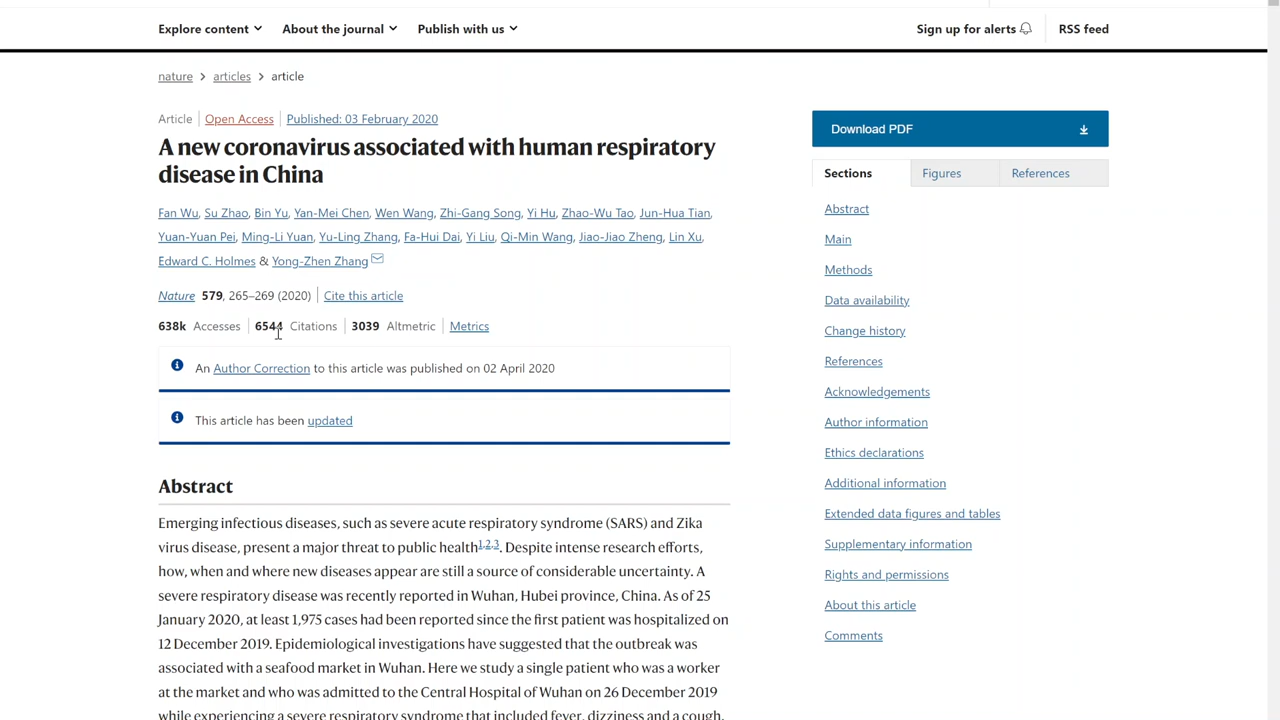 Explore content About the journal Publish with us Sign up for alerts RSS feed
nature > articles > article
Article Open Access Published: 03 February 2020
A new coronavirus associated with human respiratory
disease in China
Fan Wu, Su Zhao, Bin Yu, Yan-Mei Chen, Wen Wang, Zhi-Gang Song, Yi Hu, Zhao-Wu Tao, Jun-Hua Tian,
Yuan-Yuan Pei, Ming-Li Yuan, Yu-Ling Zhang, Fa-Hui Dai, Yi Liu, Qi-Min Wang, Jiao-Jiao Zheng, Lin Xu,
Edward C. Holmes & Yong-Zhen Zhang
Nature 579, 265–269 (2020) Cite this article
638k Accesses 6544 Citations 3039 Altmetric Metrics
An Author Correction to this article was published on 02 April 2020
This article has been updated
Abstract
Emerging infectious diseases, such as severe acute respiratory syndrome (SARS) and Zika
virus disease, present a major threat to public health1,2,3. Despite intense research efforts,
how, when and where new diseases appear are still a source of considerable uncertainty. A
severe respiratory disease was recently reported in Wuhan, Hubei province, China. As of 25
January 2020, at least 1,975 cases had been reported since the first patient was hospitalized on
12 December 2019. Epidemiological investigations have suggested that the outbreak was
associated with a seafood market in Wuhan. Here we study a single patient who was a worker
at the market and who was admitted to the Central Hospital of Wuhan on 26 December 2019
while experiencing a severe respiratory syndrome that included fever, dizziness and a cough.
Download PDF
Sections Figures References
Abstract
Main
Methods
Data availability
Change history
References
Acknowledgements
Author information
Ethics declarations
Additional information
Extended data figures and tables
Supplementary information
Rights and permissions
About this article
Comments